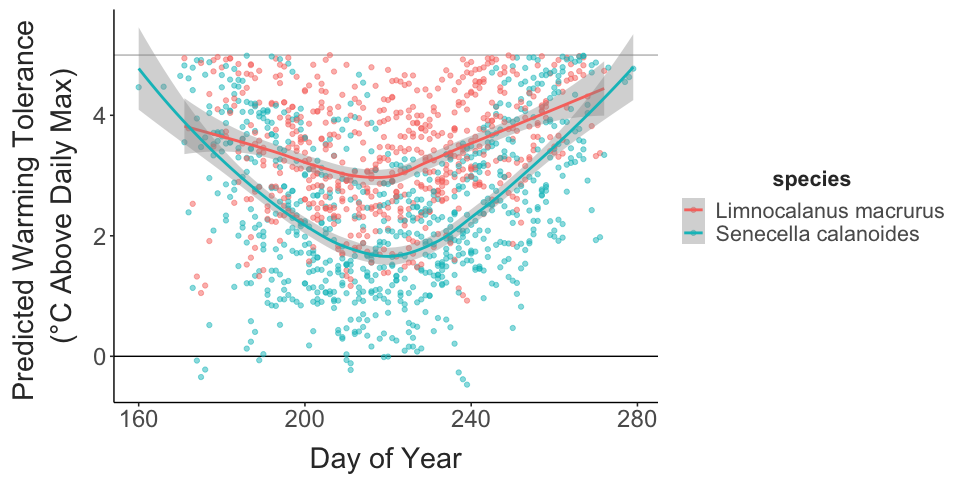 Predicted Warming Tolerance
(°C Above Daily Max)
4
2
0
160
200
240
280
Day of Year
species
Limnocalanus macrurus
Senecella calanoides